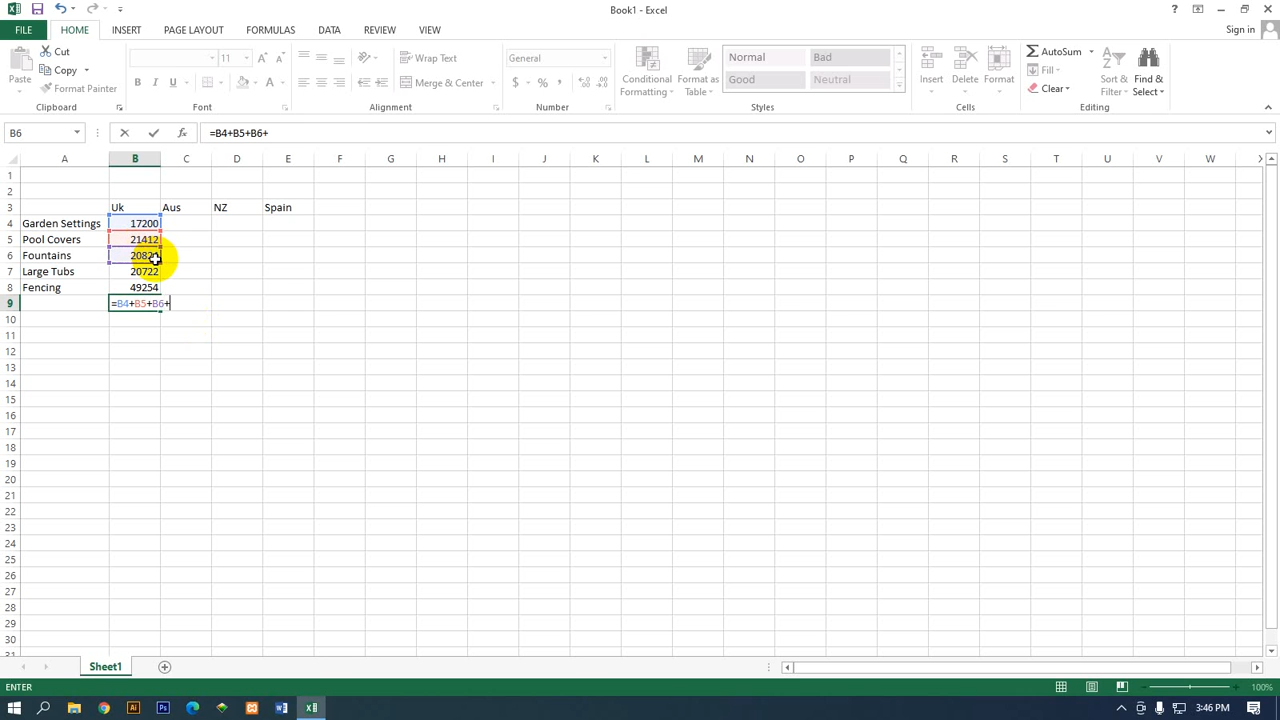 Book1 - Excel
FILE HOME INSERT PAGE LAYOUT FORMULAS DATA REVIEW VIEW Sign in
Paste Cut Copy Format Painter Clipboard
11 A A B I U A Font
Wrap Text Merge & Center Alignment
General $ % , Number
Conditional Formatting Format as Table Normal Bad Good Neutral Styles
Insert Delete Format Cells
AutoSum Fill Clear Sort & Filter Find & Select Editing
B6 fx =B4+B5+B6+
A B C D E F G H I J K L M N O P Q R S T U V W X
1
2
3 Uk Aus NZ Spain
4 Garden Settings 17200
5 Pool Covers 21412
6 Fountains
7 Large Tubs 20722
8 Fencing 49254
9 =B4+B5+B6+
10
11
12
13
14
15
16
17
18
19
20
21
22
23
24
25
26
27
28
29
30
31
Sheet1
ENTER 100%
Ai Ps 3:46 PM